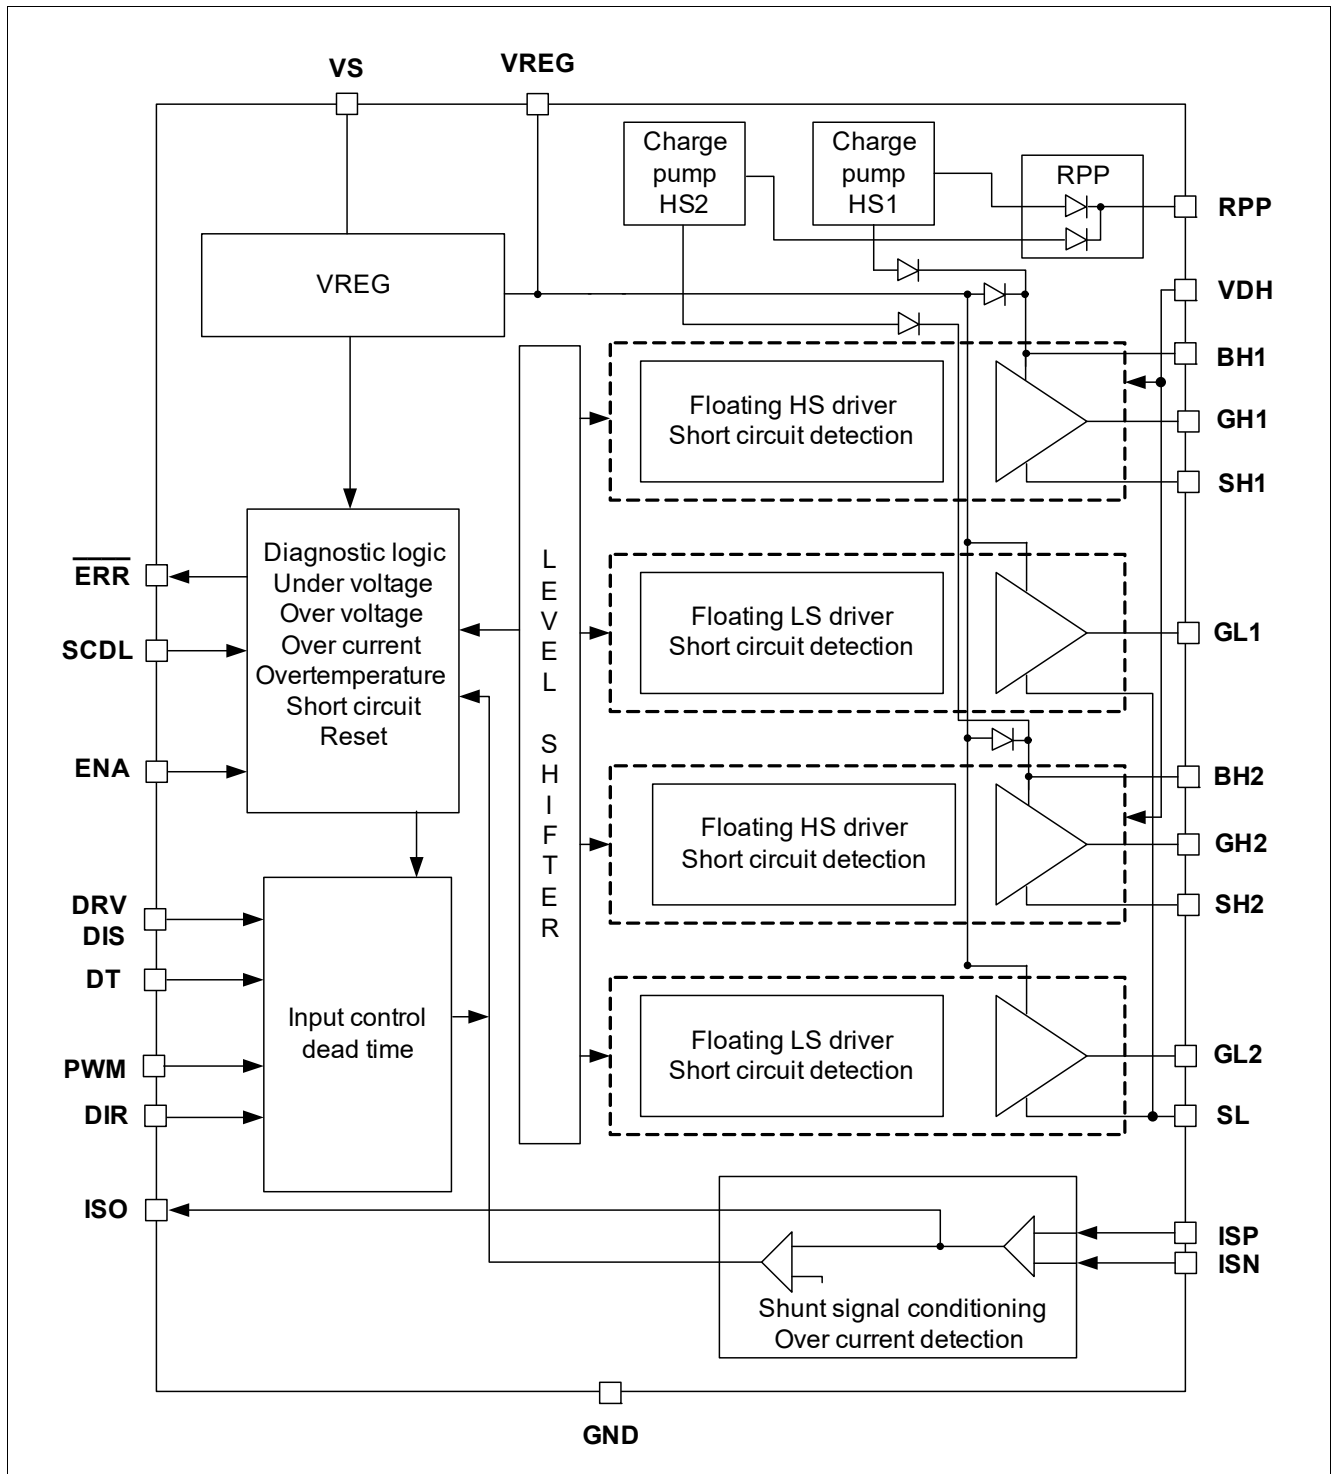 VS
VREG
Charge
pump
HS2
Charge
pump
HS1
RPP
RPP
VREG
VDH
BH1
Floating HS driver
Short circuit detection
GH1
SH1
Diagnostic logic
Under voltage
Over voltage
Over current
Overtemperature
Short circuit
Reset
ERR
SCDL
ENA
LEVEL SHIFTER
Floating LS driver
Short circuit detection
GL1
BH2
Floating HS driver
Short circuit detection
GH2
SH2
DRV
DIS
DT
PWM
DIR
Input control
dead time
Floating LS driver
Short circuit detection
GL2
SL
ISO
ISP
ISN
Shunt signal conditioning
Over current detection
GND